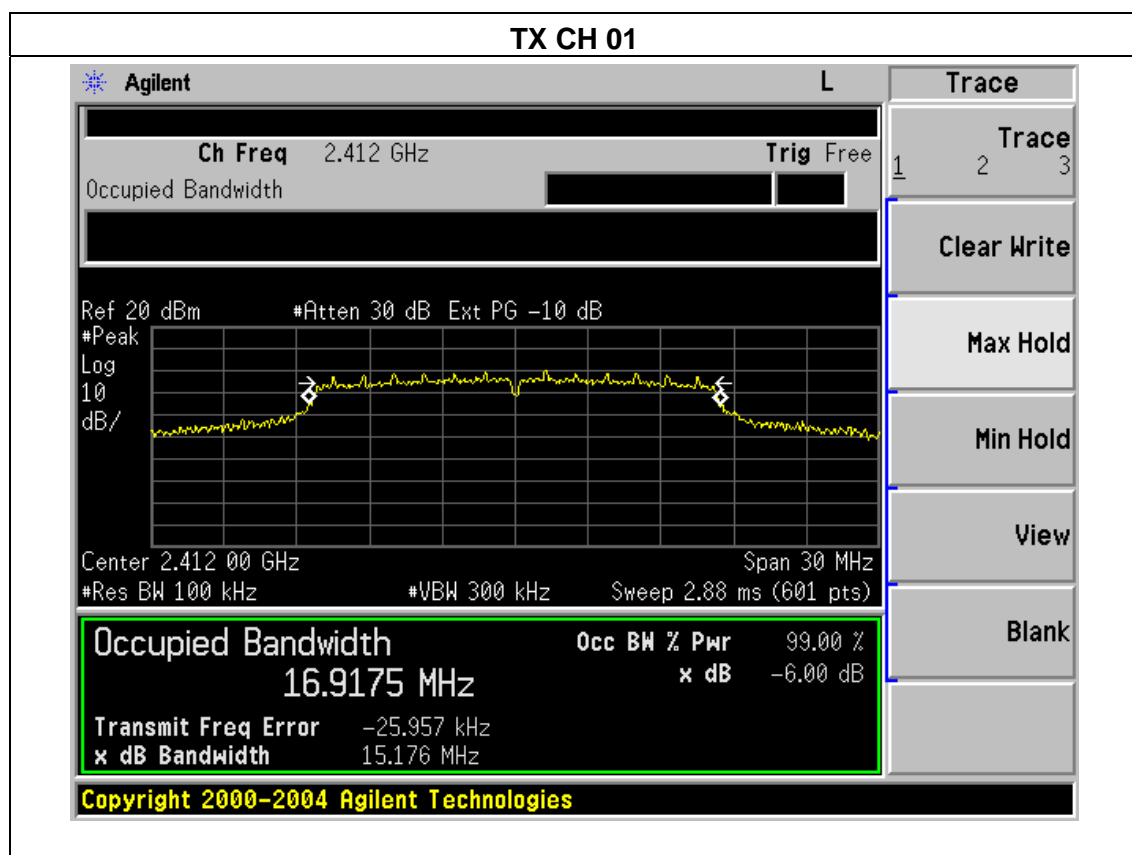 TX CH 01
Agilent L Trace
Ch Freq 2.412 GHz Trig Free
Occupied Bandwidth
Trace
1 2 3
Clear Write
Max Hold
Min Hold
View
Blank
Ref 20 dBm #Atten 30 dB Ext PG -10 dB
#Peak
Log
10
dB/
Center 2.412 00 GHz Span 30 MHz
#Res BW 100 kHz #VBW 300 kHz Sweep 2.88 ms (601 pts)
Occupied Bandwidth Occ BW % Pwr 99.00 %
16.9175 MHz x dB -6.00 dB
Transmit Freq Error -25.957 kHz
x dB Bandwidth 15.176 MHz
Copyright 2000-2004 Agilent Technologies